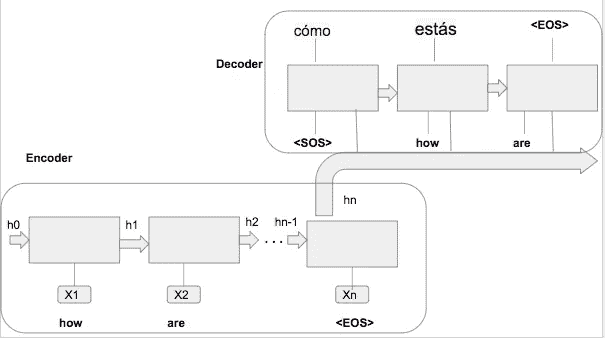 cómo estás <EOS>
Decoder
<SOS> how are
Encoder
hn
h0 h1 h2 hn-1
...
X1 X2 Xn
how are <EOS>